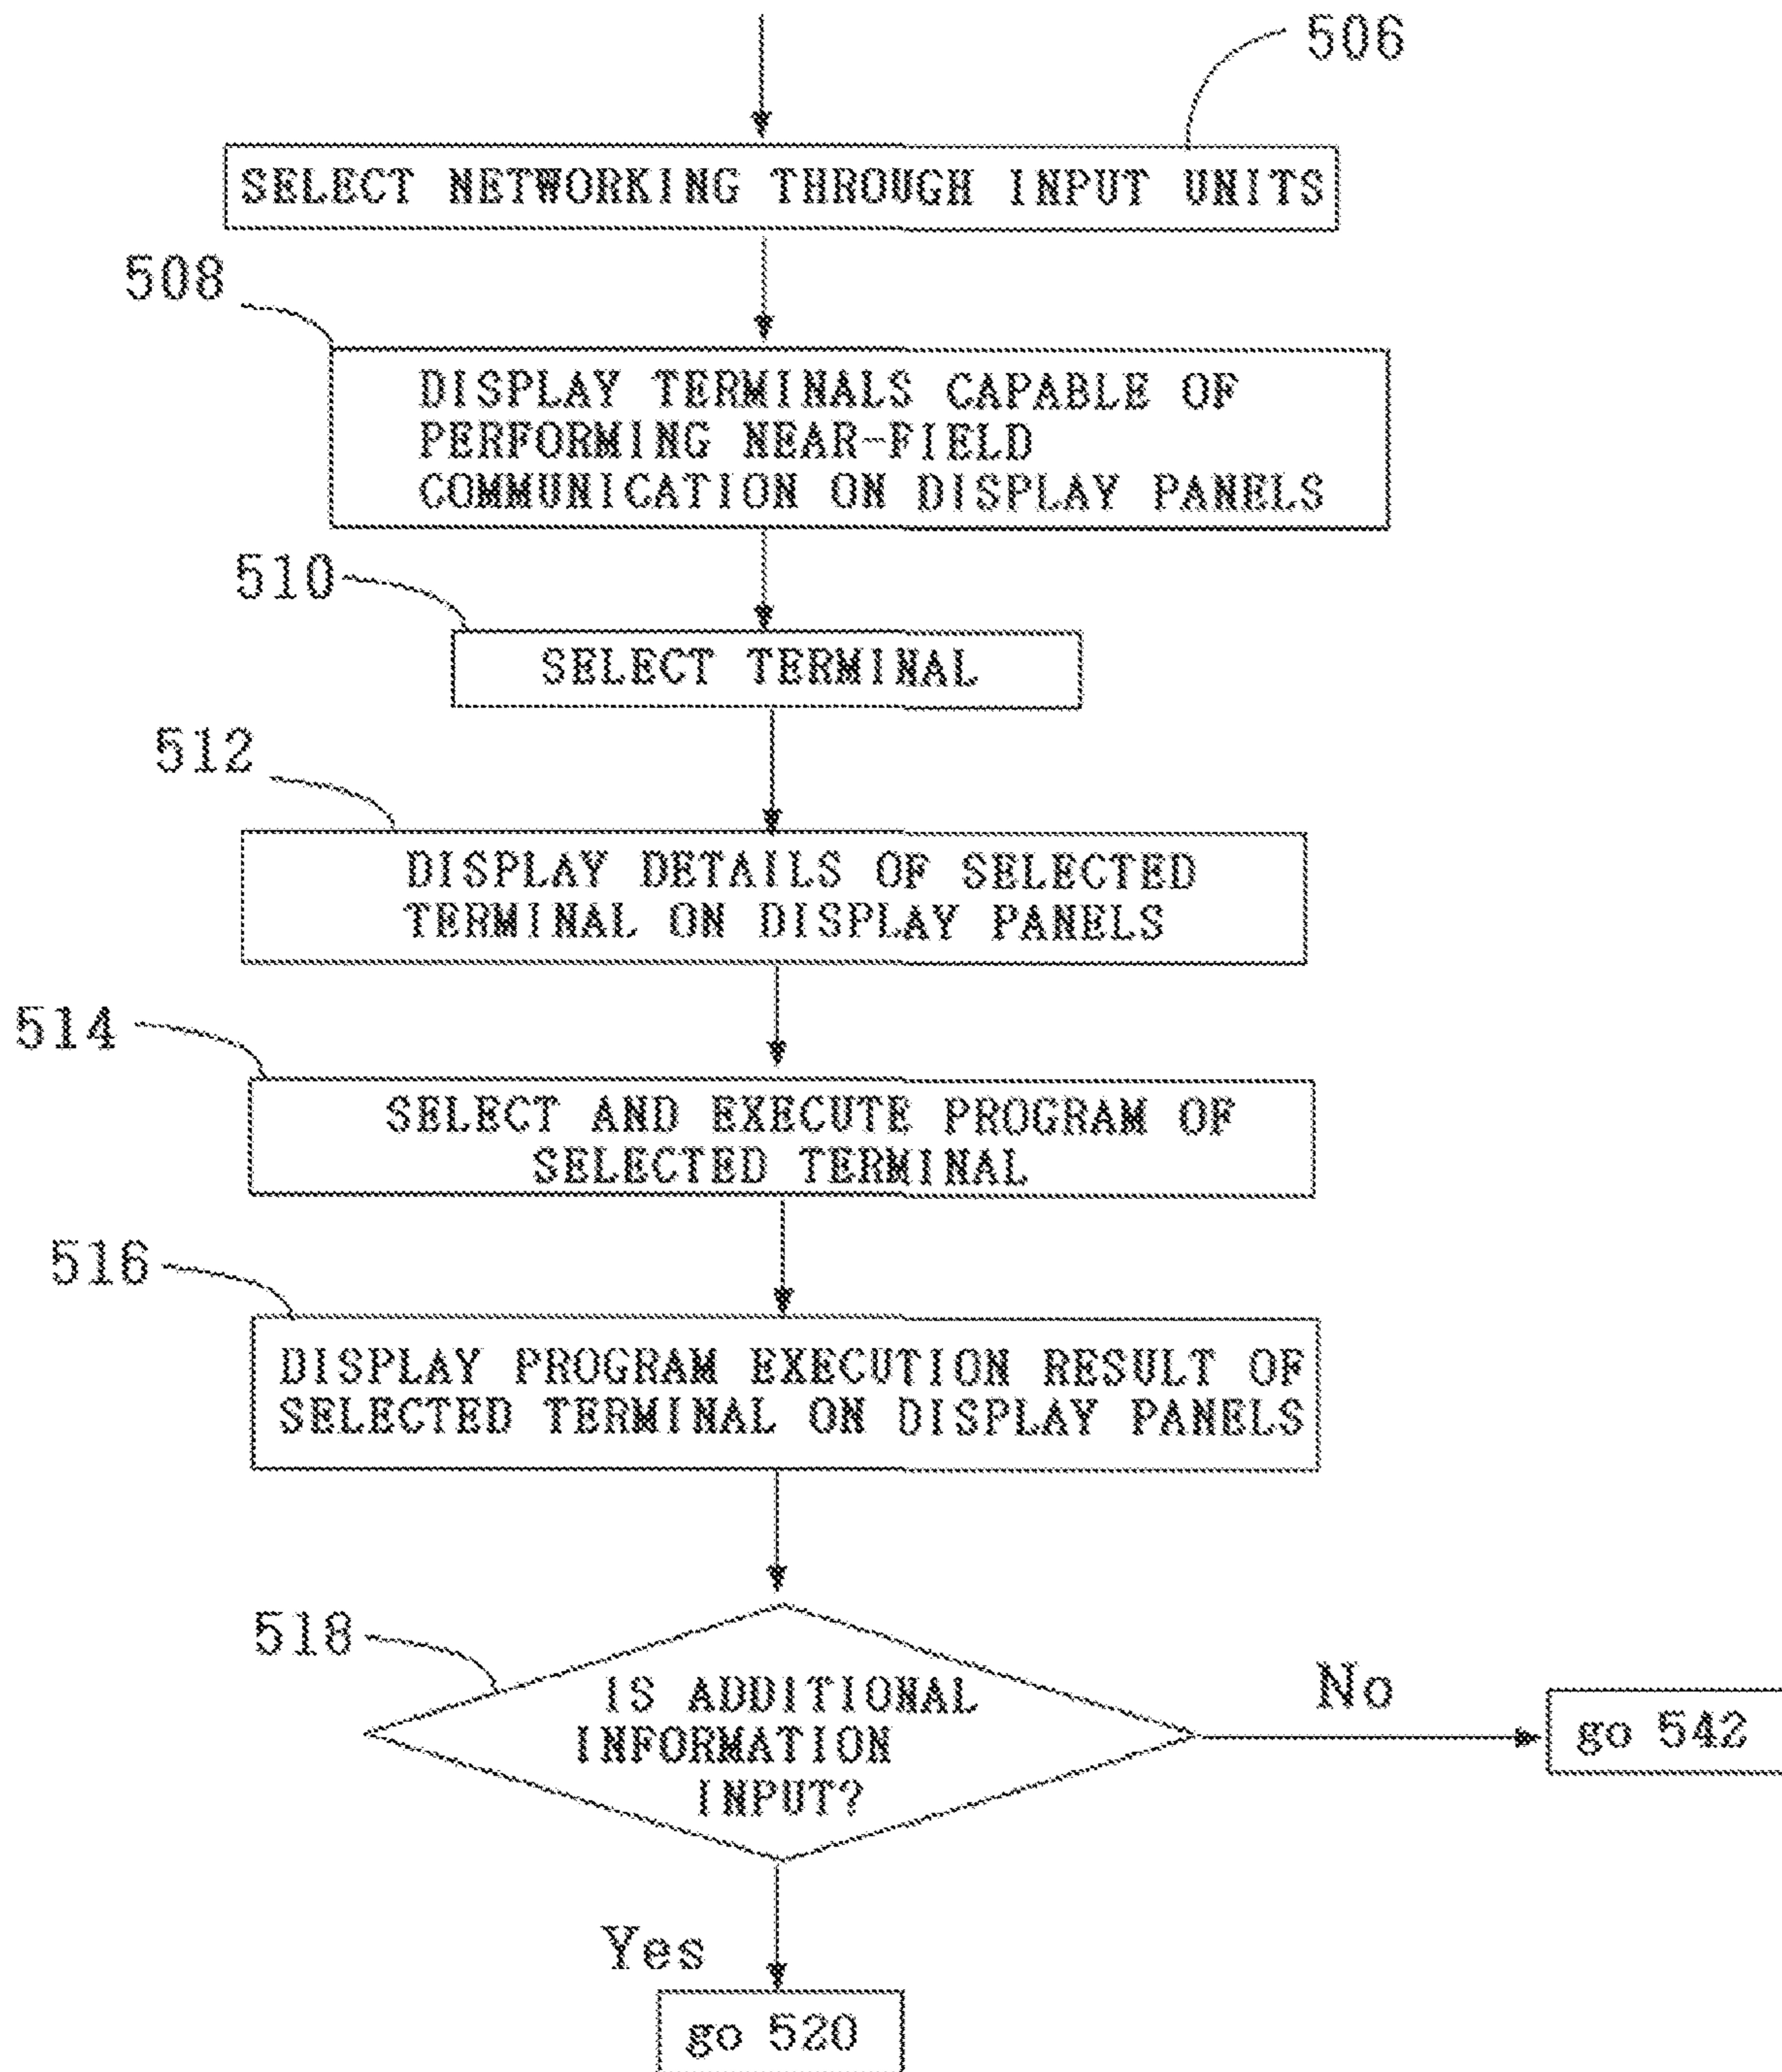 506
SELECT NETWORKING THROUGH INPUT UNITS
508
DISPLAY TERMINALS CAPABLE OF
PERFORMING NEAR-FIELD
COMMUNICATION ON DISPLAY PANELS
510
SELECT TERMINAL
512
DISPLAY DETAILS OF SELECTED
TERMINAL ON DISPLAY PANELS
514
SELECT AND EXECUTE PROGRAM OF
SELECTED TERMINAL
516
DISPLAY PROGRAM EXECUTION RESULT OF
SELECTED TERMINAL ON DISPLAY PANELS
518
IS ADDITIONAL
INFORMATION
INPUT?
No
go 542
Yes
go 520